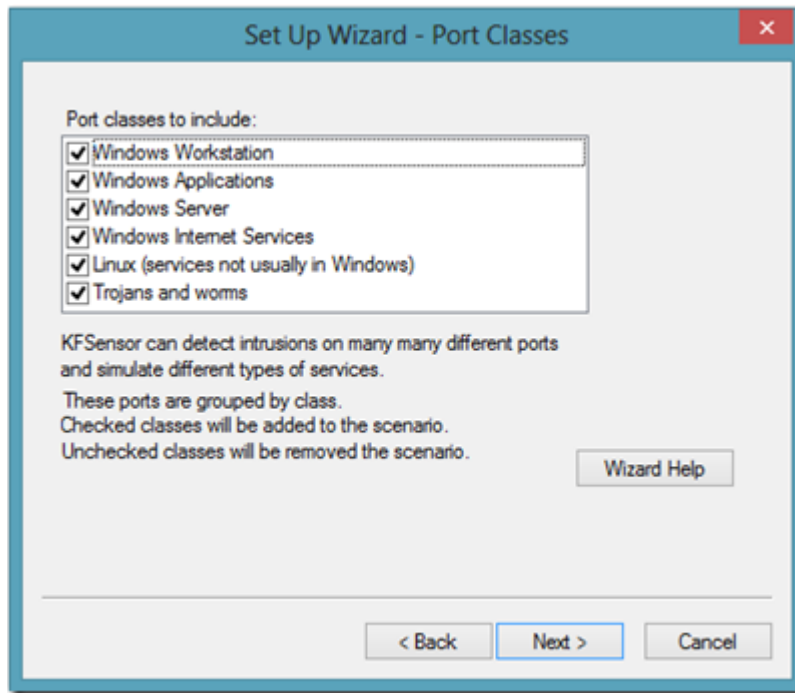 Set Up Wizard - Port Classes
Port classes to include:
Windows Workstation
Windows Applications
Windows Server
Windows Internet Services
Linux (services not usually in Windows)
Trojans and worms
KFSensor can detect intrusions on many many different ports
and simulate different types of services.
These ports are grouped by class.
Checked classes will be added to the scenario.
Unchecked classes will be removed the scenario.
Wizard Help
< Back Next > Cancel